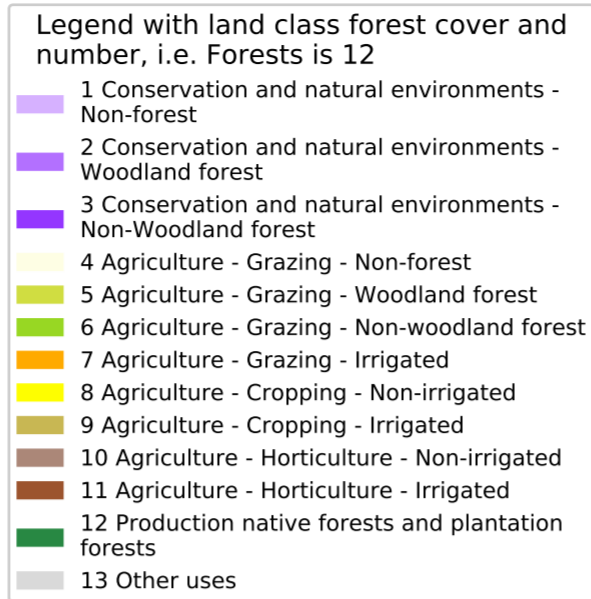 Legend with land class forest cover and
number, i.e. Forests is 12
1 Conservation and natural environments -
Non-forest
2 Conservation and natural environments -
Woodland forest
3 Conservation and natural environments -
Non-Woodland forest
4 Agriculture - Grazing - Non-forest
5 Agriculture - Grazing - Woodland forest
6 Agriculture - Grazing - Non-woodland forest
7 Agriculture - Grazing - Irrigated
8 Agriculture - Cropping - Non-irrigated
9 Agriculture - Cropping - Irrigated
10 Agriculture - Horticulture - Non-irrigated
11 Agriculture - Horticulture - Irrigated
12 Production native forests and plantation
forests
13 Other uses